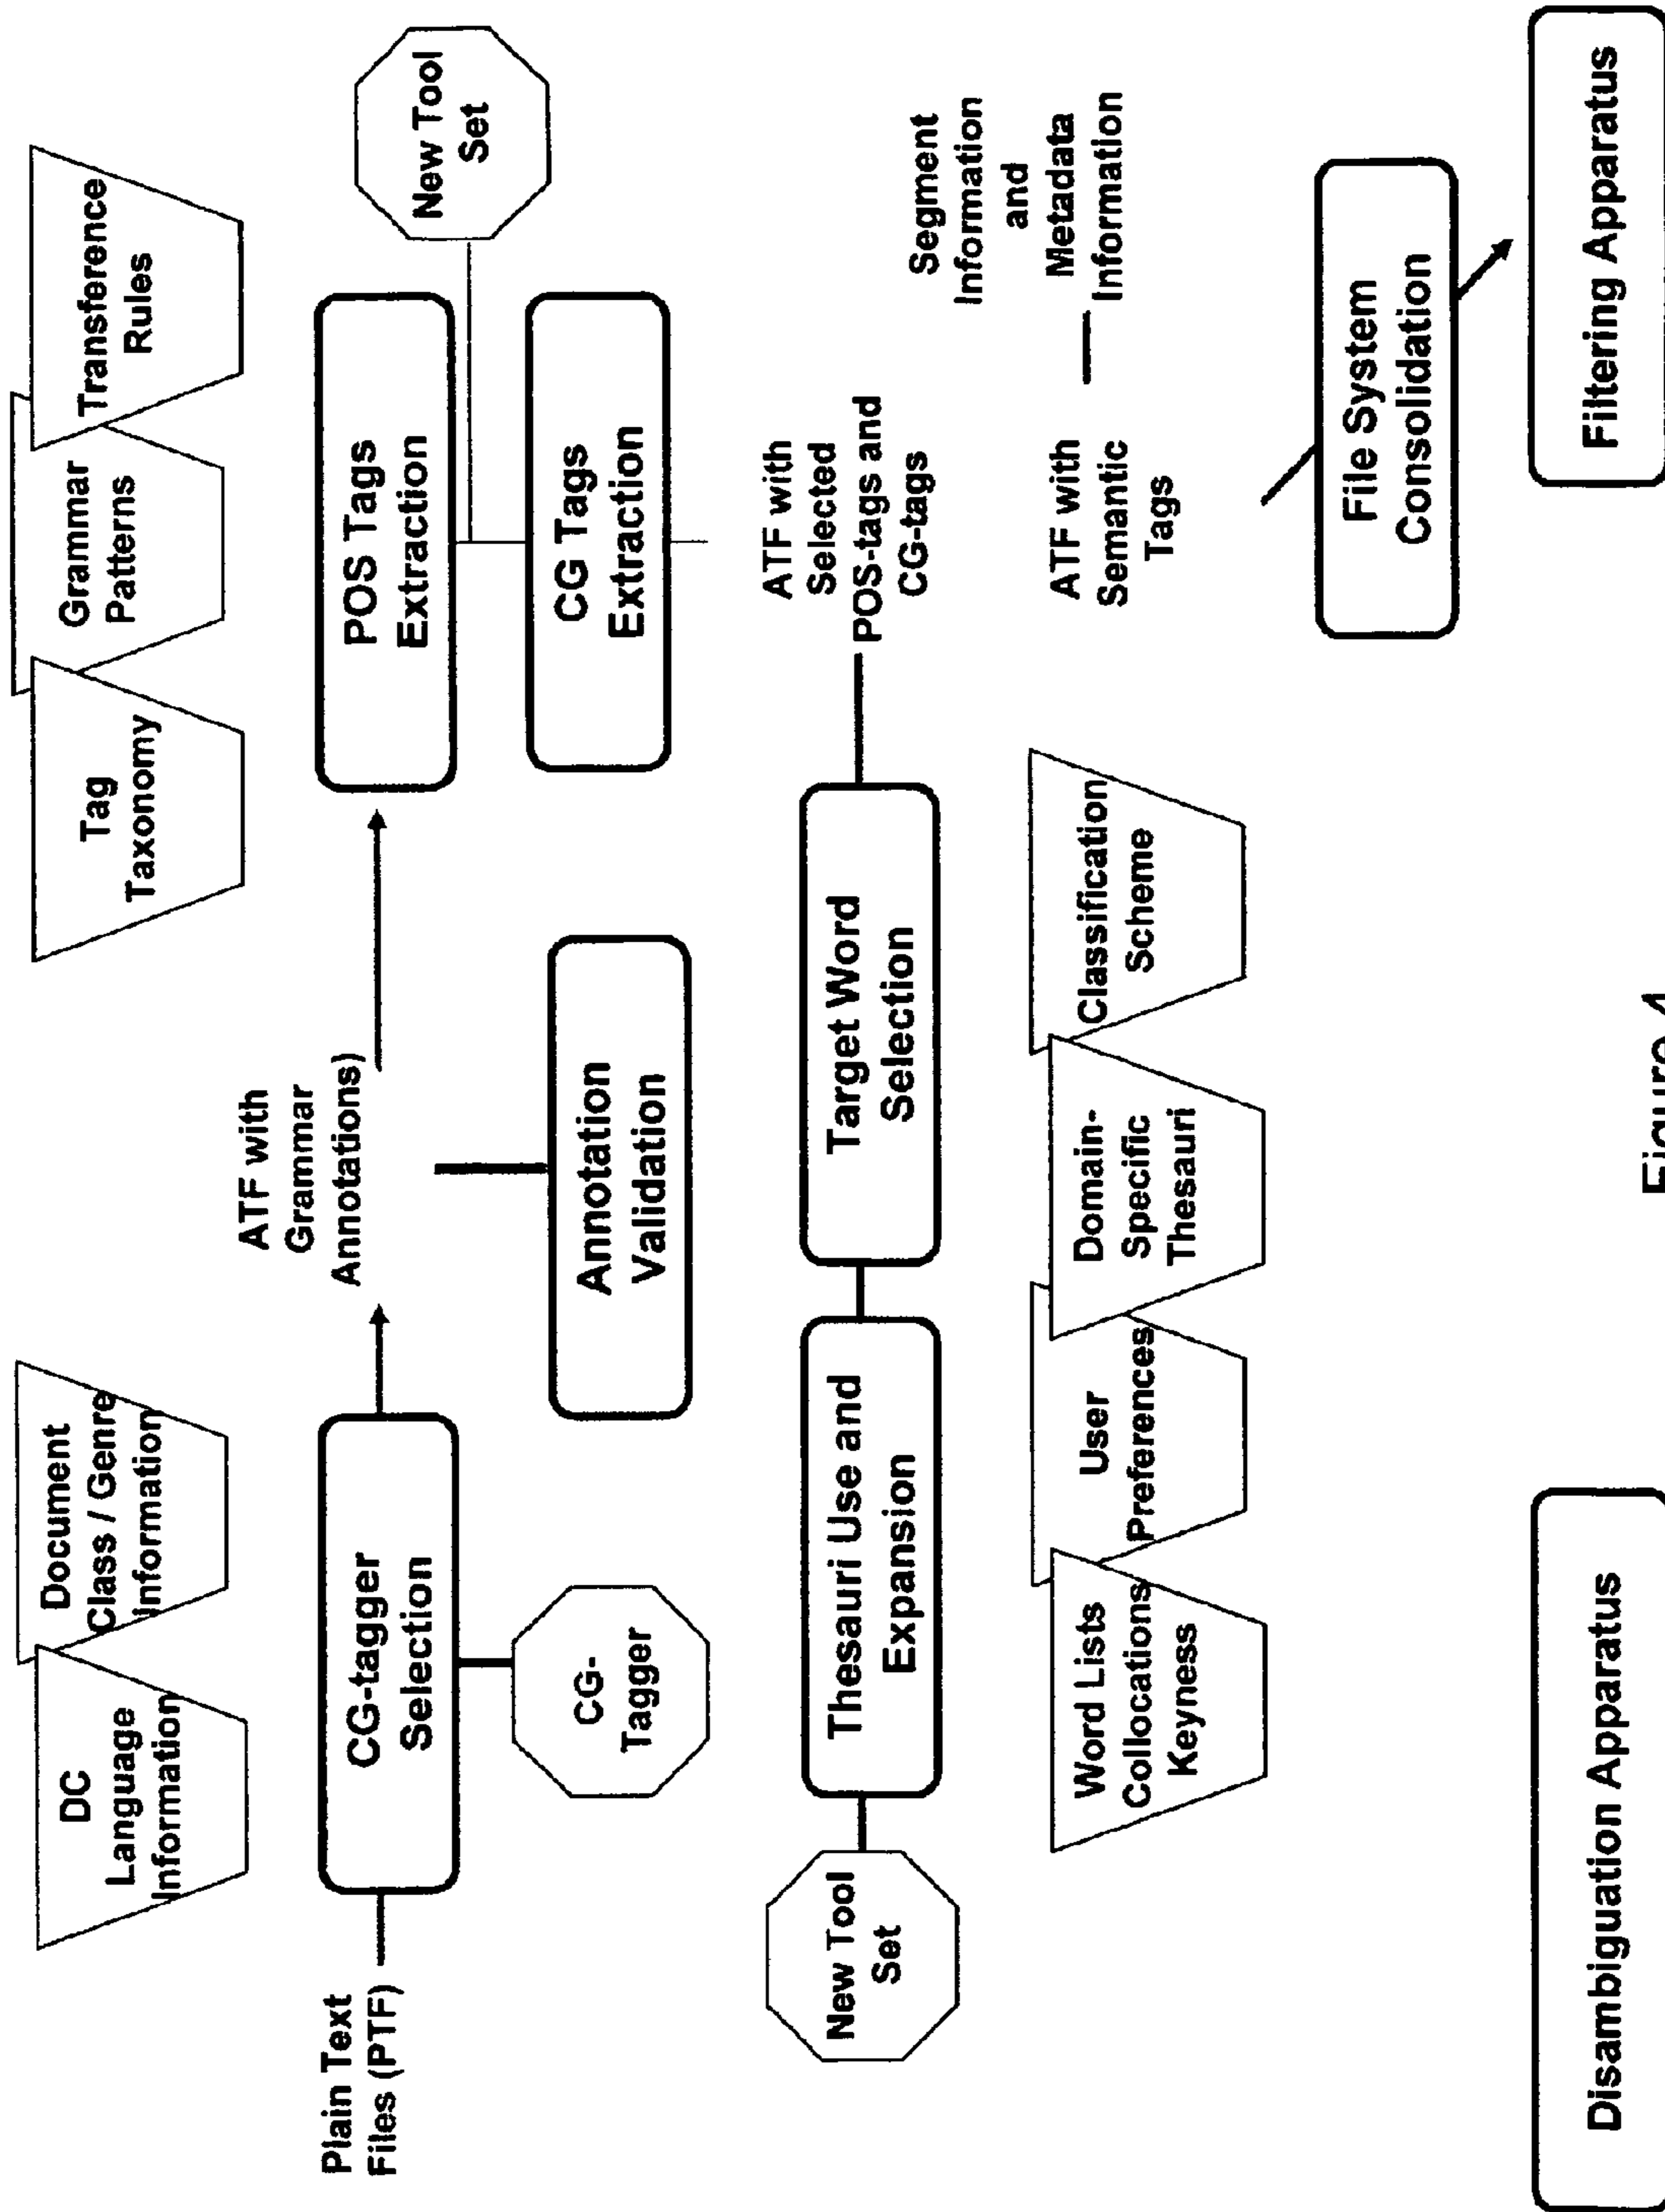 DC
Language
Information
Document
Class / Genre
Information
Tag
Taxonomy
Grammar
Patterns
Transference
Rules
Plain Text
Files (PTF)
CG-tagger
Selection
ATF with
Grammar
Annotations)
POS Tags
Extraction
New Tool
Set
CG-
Tagger
Annotation
Validation
CG Tags
Extraction
New Tool
Set
Thesauri Use and
Expansion
Target Word
Selection
ATF with
Selected
POS-tags and
CG-tags
Segment
Information
and
Metadata
Information
Word Lists
Collocations
Keyness
User
Preferences
Domain-
Specific
Thesauri
Classification
Scheme
ATF with
Semantic
Tags
File System
Consolidation
Disambiguation Apparatus
Filtering Apparatus
Figure